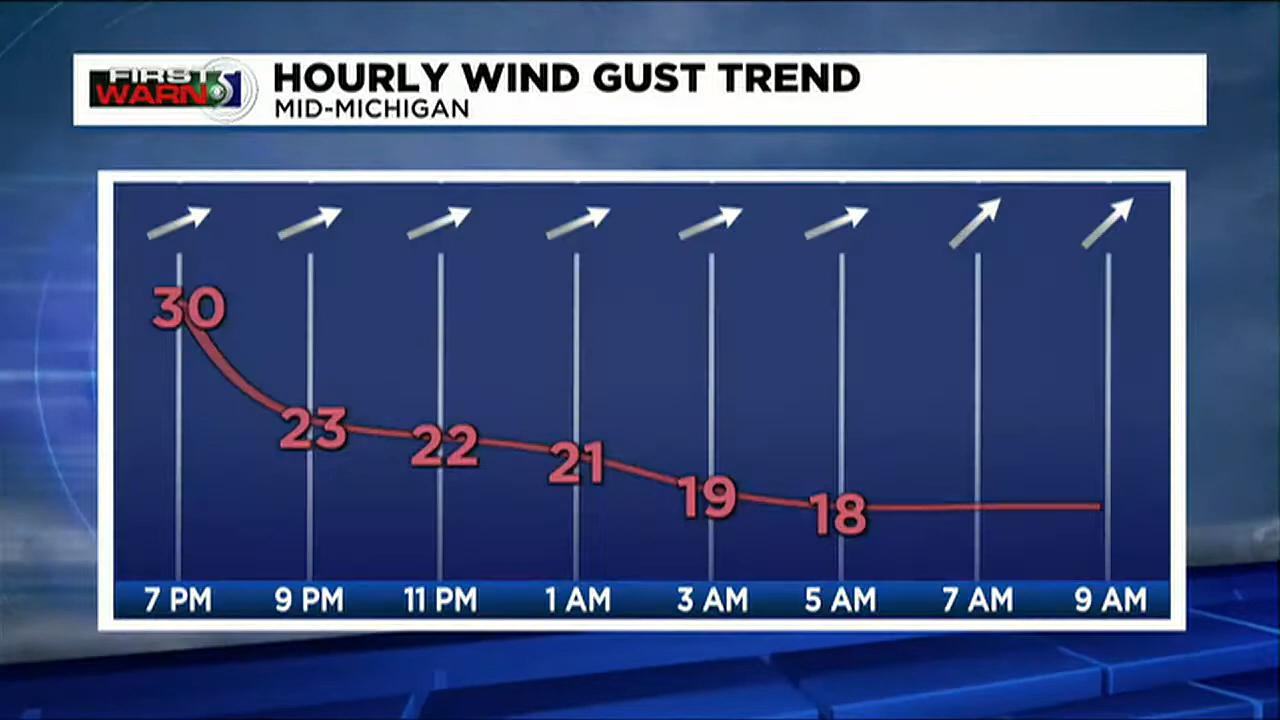 FIRST
WARN 5
HOURLY WIND GUST TREND
MID-MICHIGAN
30
23
22
21
19
18
7 PM 9 PM 11 PM 1 AM 3 AM 5 AM 7 AM 9 AM